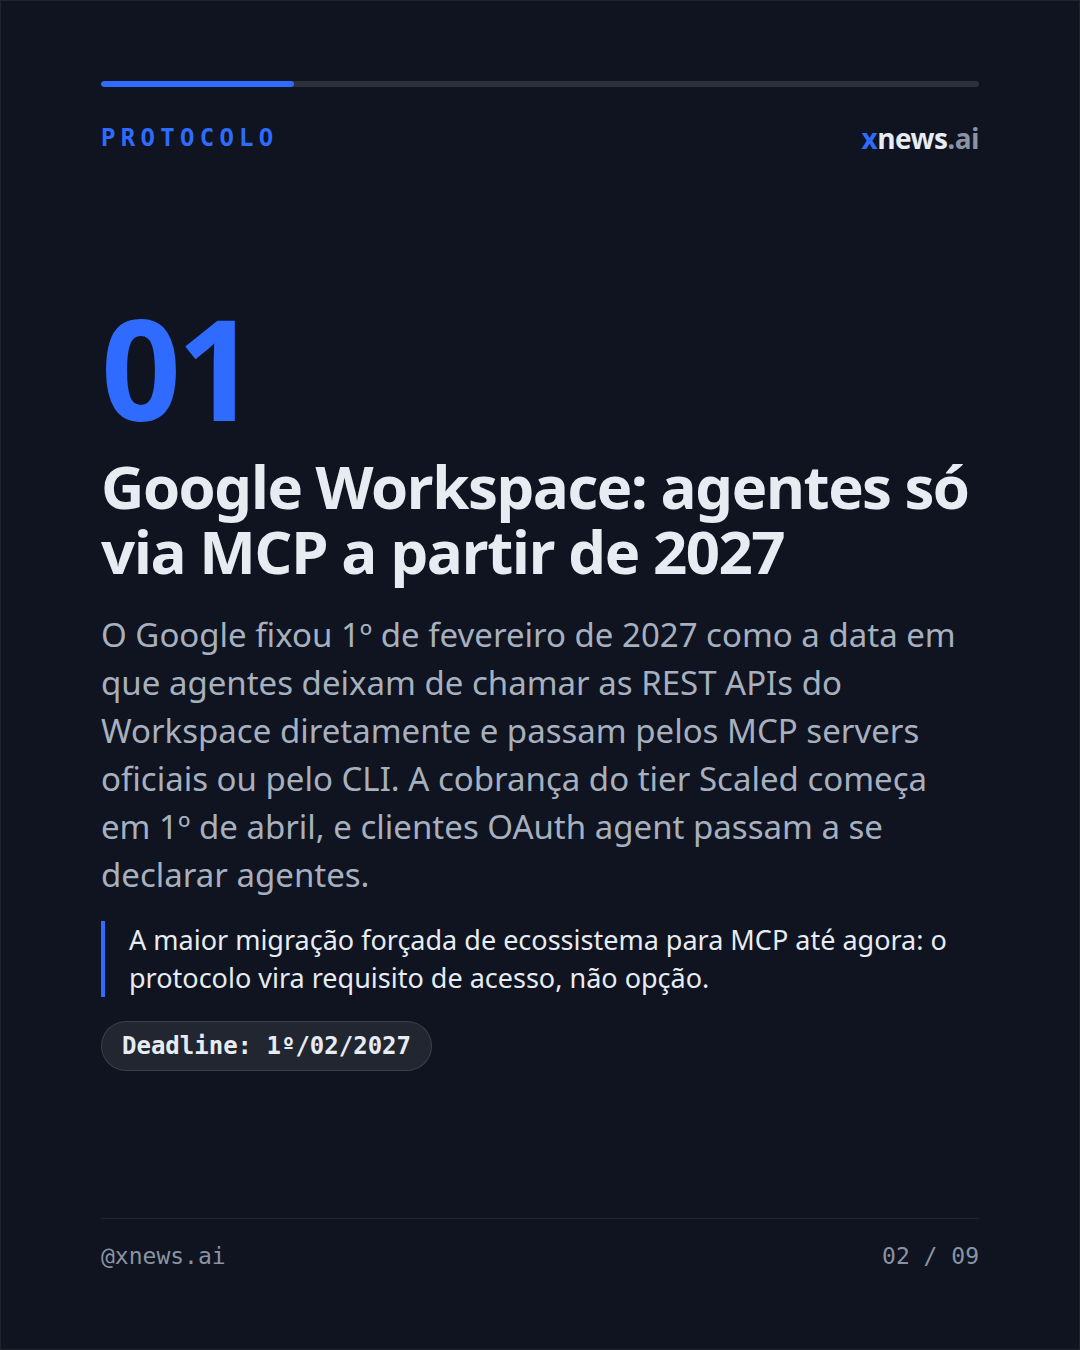 PROTOCOLO
xnews.ai
01
Google Workspace: agentes só
via MCP a partir de 2027
O Google fixou 1º de fevereiro de 2027 como a data em
que agentes deixam de chamar as REST APIs do
Workspace diretamente e passam pelos MCP servers
oficiais ou pelo CLI. A cobrança do tier Scaled começa
em 1º de abril, e clientes OAuth agent passam a se
declarar agentes.
A maior migração forçada de ecossistema para MCP até agora: o
protocolo vira requisito de acesso, não opção.
Deadline: 1º/02/2027
@xnews.ai
02 / 09